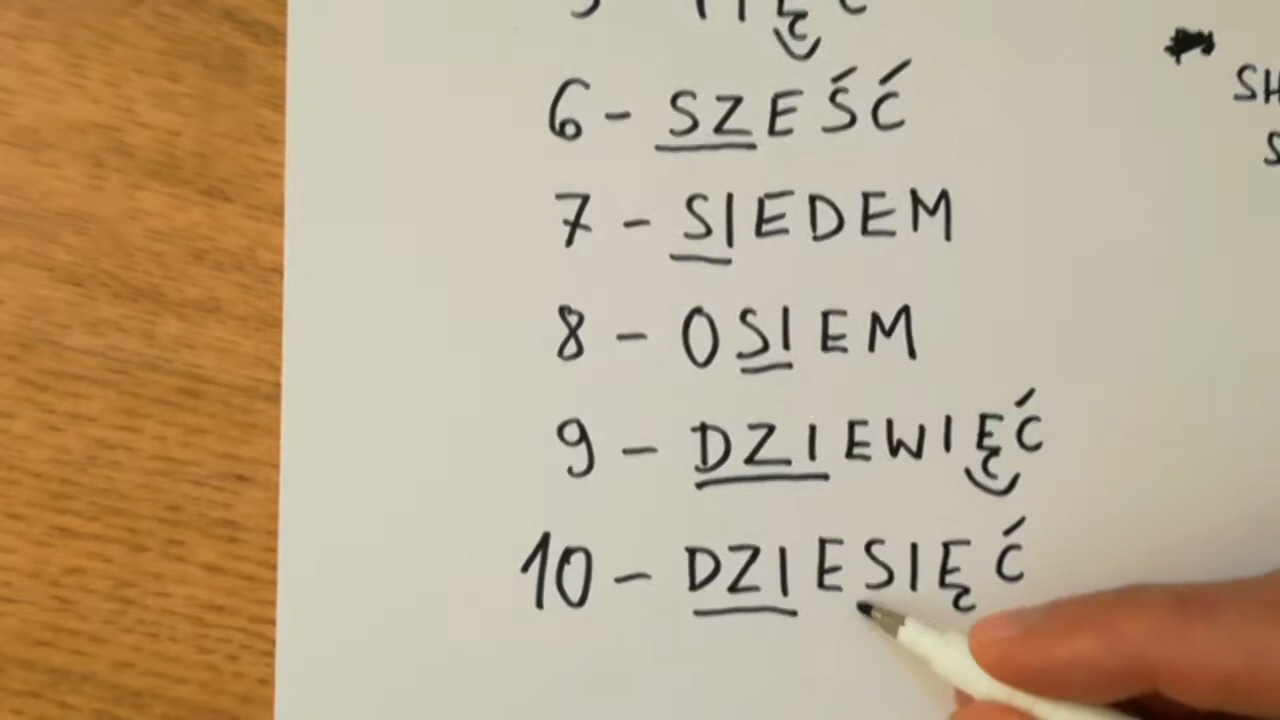 6 - SZEŚĆ
7 - SIEDEM
8 - OSIEM
9 - DZIEWIĘĆ
10 - DZIESIĘĆ